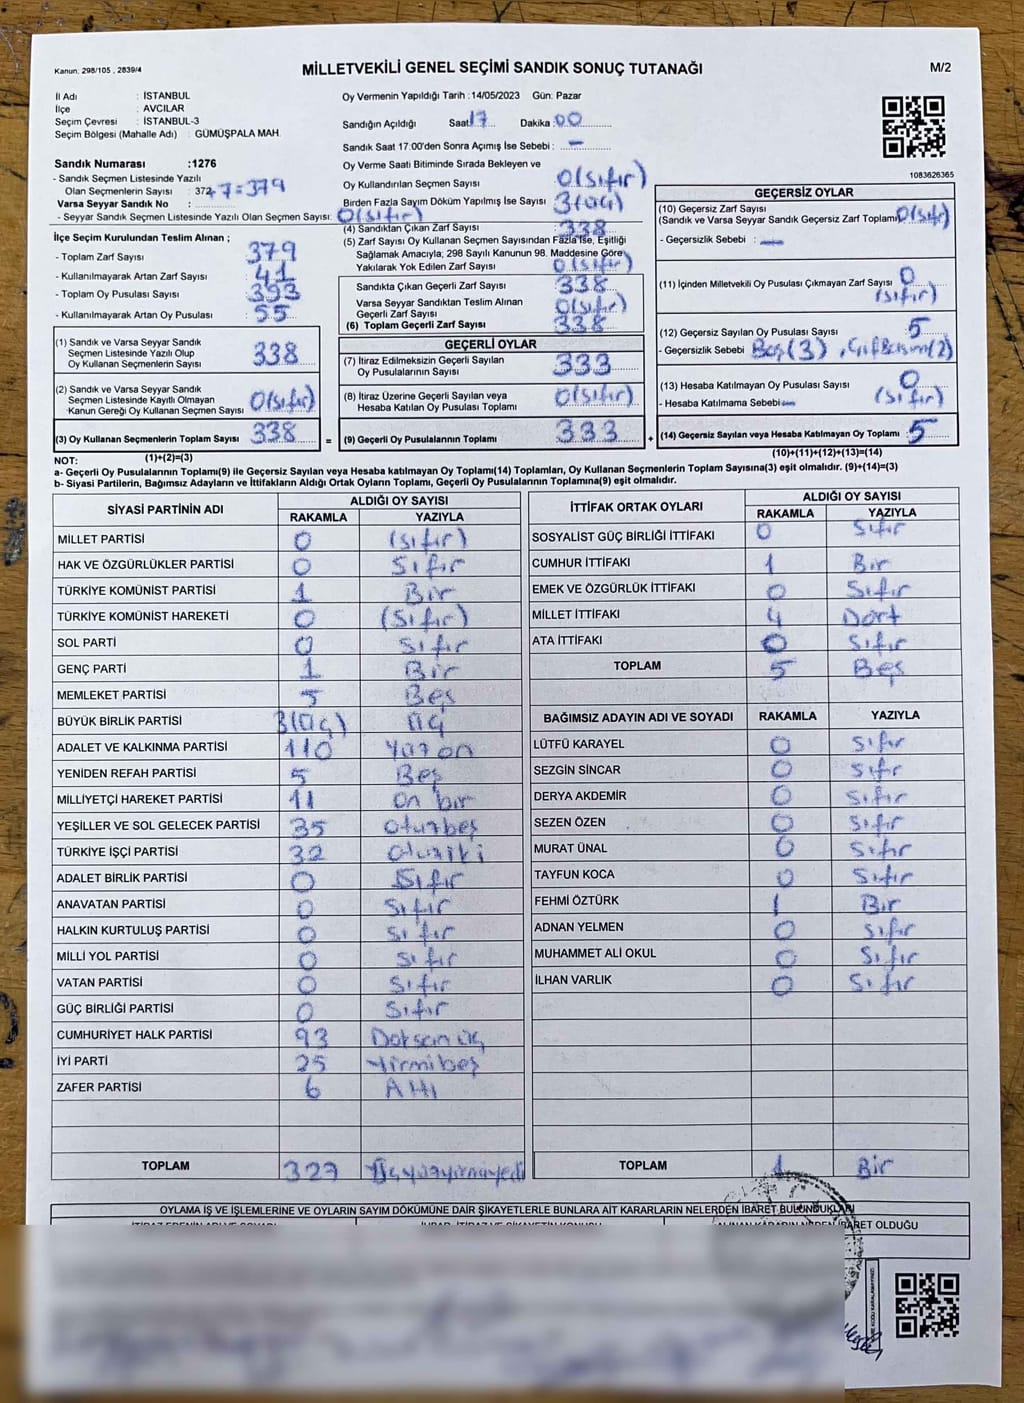 Kanun: 298/105 , 2839/4
MİLLETVEKİLİ GENEL SEÇİMİ SANDIK SONUÇ TUTANAĞI
M/2
İl Adı : İSTANBUL
İlçe : AVCILAR
Seçim Çevresi : İSTANBUL-3
Seçim Bölgesi (Mahalle Adı) : GÜMÜŞPALA MAH.
Sandık Numarası :1276
- Sandık Seçmen Listesinde Yazılı
Olan Seçmenlerin Sayısı : 372+7=379
Varsa Seyyar Sandık No :
- Seyyar Sandık Seçmen Listesinde Yazılı Olan Seçmen Sayısı: 0(sıfır)
Oy Vermenin Yapıldığı Tarih :14/05/2023 Gün: Pazar
Sandığın Açıldığı Saat 17 Dakika :00
Sandık Saat 17:00'den Sonra Açımış İse Sebebi : -
Oy Verme Saati Bitiminde Sırada Bekleyen ve
Oy Kullandırılan Seçmen Sayısı 0(sıfır)
Birden Fazla Sayım Döküm Yapılmış İse Sayısı 3(üç)
1083626365
İlçe Seçim Kurulundan Teslim Alınan ;
- Toplam Zarf Sayısı 379
- Kullanılmayarak Artan Zarf Sayısı 41
- Toplam Oy Pusulası Sayısı 393
- Kullanılmayarak Artan Oy Pusulası 55
(4) Sandıktan Çıkan Zarf Sayısı 338
(5) Zarf Sayısı Oy Kullanan Seçmen Sayısından Fazla İse, Eşitliği
Sağlamak Amacıyla; 298 Sayılı Kanunun 98. Maddesine Göre
Yakılarak Yok Edilen Zarf Sayısı 0(sıfır)
Sandıkta Çıkan Geçerli Zarf Sayısı 338
Varsa Seyyar Sandıktan Teslim Alınan
Geçerli Zarf Sayısı 0(sıfır)
(6) Toplam Geçerli Zarf Sayısı 338
GEÇERSİZ OYLAR
(10) Geçersiz Zarf Sayısı
(Sandık ve Varsa Seyyar Sandık Geçersiz Zarf Toplamı) 0(sıfır)
- Geçersizlik Sebebi : -
(11) İçinden Milletvekili Oy Pusulası Çıkmayan Zarf Sayısı 0
(sıfır)
(12) Geçersiz Sayılan Oy Pusulası Sayısı 5
- Geçersizlik Sebebi Boş(3) , Çift Basım(2)
(13) Hesaba Katılmayan Oy Pusulası Sayısı 0
- Hesaba Katılmama Sebebi - (sıfır)
(14) Geçersiz Sayılan veya Hesaba Katılmayan Oy Toplamı :5
(10)+(11)+(12)+(13)=(14)
(1) Sandık ve Varsa Seyyar Sandık
Seçmen Listesinde Yazılı Olup
Oy Kullanan Seçmenlerin Sayısı 338
(2) Sandık ve Varsa Seyyar Sandık
Seçmen Listesinde Kayıtlı Olmayan
Kanun Gereği Oy Kullanan Seçmen Sayısı 0(sıfır)
(3) Oy Kullanan Seçmenlerin Toplam Sayısı 338
(1)+(2)=(3)
=
GEÇERLİ OYLAR
(7) İtiraz Edilmeksizin Geçerli Sayılan
Oy Pusulalarının Sayısı 333
(8) İtiraz Üzerine Geçerli Sayılan veya
Hesaba Katılan Oy Pusulası Toplamı 0(sıfır)
(9) Geçerli Oy Pusulalarının Toplamı 333
+
NOT:
a- Geçerli Oy Pusulalarının Toplamı(9) ile Geçersiz Sayılan veya Hesaba katılmayan Oy Toplamı(14) Toplamları, Oy Kullanan Seçmenlerin Toplam Sayısına(3) eşit olmalıdır. (9)+(14)=(3)
b- Siyasi Partilerin, Bağımsız Adayların ve İttifakların Aldığı Ortak Oyların Toplamı, Geçerli Oy Pusulalarının Toplamına(9) eşit olmalıdır.
SİYASİ PARTİNİN ADI ALDIĞI OY SAYISI
RAKAMLA YAZIYLA
MİLLET PARTİSİ 0 (sıfır)
HAK VE ÖZGÜRLÜKLER PARTİSİ 0 Sıfır
TÜRKİYE KOMÜNİST PARTİSİ 1 Bir
TÜRKİYE KOMÜNİST HAREKETİ 0 (Sıfır)
SOL PARTİ 0 Sıfır
GENÇ PARTİ 1 Bir
MEMLEKET PARTİSİ 5 Beş
BÜYÜK BİRLİK PARTİSİ 3(Üç) Üç
ADALET VE KALKINMA PARTİSİ 110 Yüzon
YENİDEN REFAH PARTİSİ 5 Beş
MİLLİYETÇİ HAREKET PARTİSİ 11 On bir
YEŞİLLER VE SOL GELECEK PARTİSİ 35 Otuzbeş
TÜRKİYE İŞÇİ PARTİSİ 32 Otuziki
ADALET BİRLİK PARTİSİ 0 Sıfır
ANAVATAN PARTİSİ 0 Sıfır
HALKIN KURTULUŞ PARTİSİ 0 Sıfır
MİLLİ YOL PARTİSİ 0 Sıfır
VATAN PARTİSİ 0 Sıfır
GÜÇ BİRLİĞİ PARTİSİ 0 Sıfır
CUMHURİYET HALK PARTİSİ 93 Doksan üç
İYİ PARTİ 25 Yirmibeş
ZAFER PARTİSİ 6 Altı
TOPLAM 327 Üçyüzyirmiyedi
İTTİFAK ORTAK OYLARI ALDIĞI OY SAYISI
RAKAMLA YAZIYLA
SOSYALİST GÜÇ BİRLİĞİ İTTİFAKI 0 Sıfır
CUMHUR İTTİFAKI 1 Bir
EMEK VE ÖZGÜRLÜK İTTİFAKI 0 Sıfır
MİLLET İTTİFAKI 4 Dört
ATA İTTİFAKI 0 Sıfır
TOPLAM 5 Beş
BAĞIMSIZ ADAYIN ADI VE SOYADI RAKAMLA YAZIYLA
LÜTFÜ KARAYEL 0 Sıfır
SEZGİN SİNCAR 0 Sıfır
DERYA AKDEMİR 0 Sıfır
SEZEN ÖZEN 0 Sıfır
MURAT ÜNAL 0 Sıfır
TAYFUN KOCA 0 Sıfır
FEHMİ ÖZTÜRK 1 Bir
ADNAN YELMEN 0 Sıfır
MUHAMMET ALİ OKUL 0 Sıfır
İLHAN VARLIK 0 Sıfır
TOPLAM 1 Bir
OYLAMA İŞ VE İŞLEMLERİNE VE OYLARIN SAYIM DÖKÜMÜNE DAİR ŞİKAYETLERLE BUNLARA AİT KARARLARIN NELERDEN İBARET BULUNDUKLARI
İBARET OLDUĞU